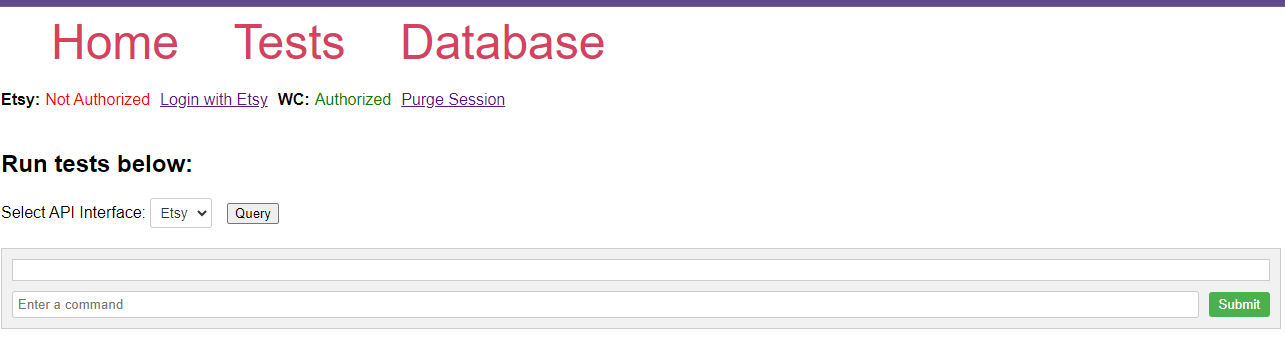 Home Tests Database
Etsy: Not Authorized Login with Etsy WC: Authorized Purge Session
Run tests below:
Select API Interface: Etsy Query
Enter a command Submit